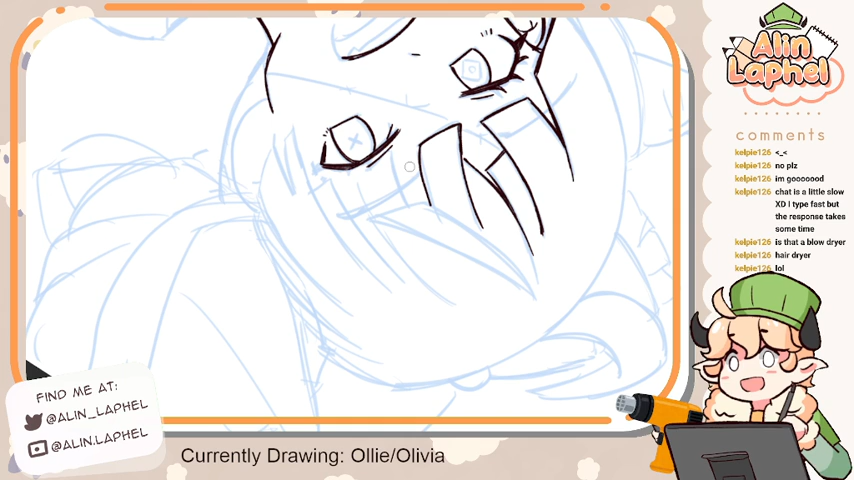 Alin
Laphel
comments
kelpie126 <_<
kelpie126 no plz
kelpie126 im gooooood
kelpie126 chat is a little slow
XD I type fast but
the response takes
some time
kelpie126 is that a blow dryer
kelpie126 hair dryer
kelpie126 lol
FIND ME AT:
@ALIN_LAPHEL
@ALIN.LAPHEL
Currently Drawing: Ollie/Olivia